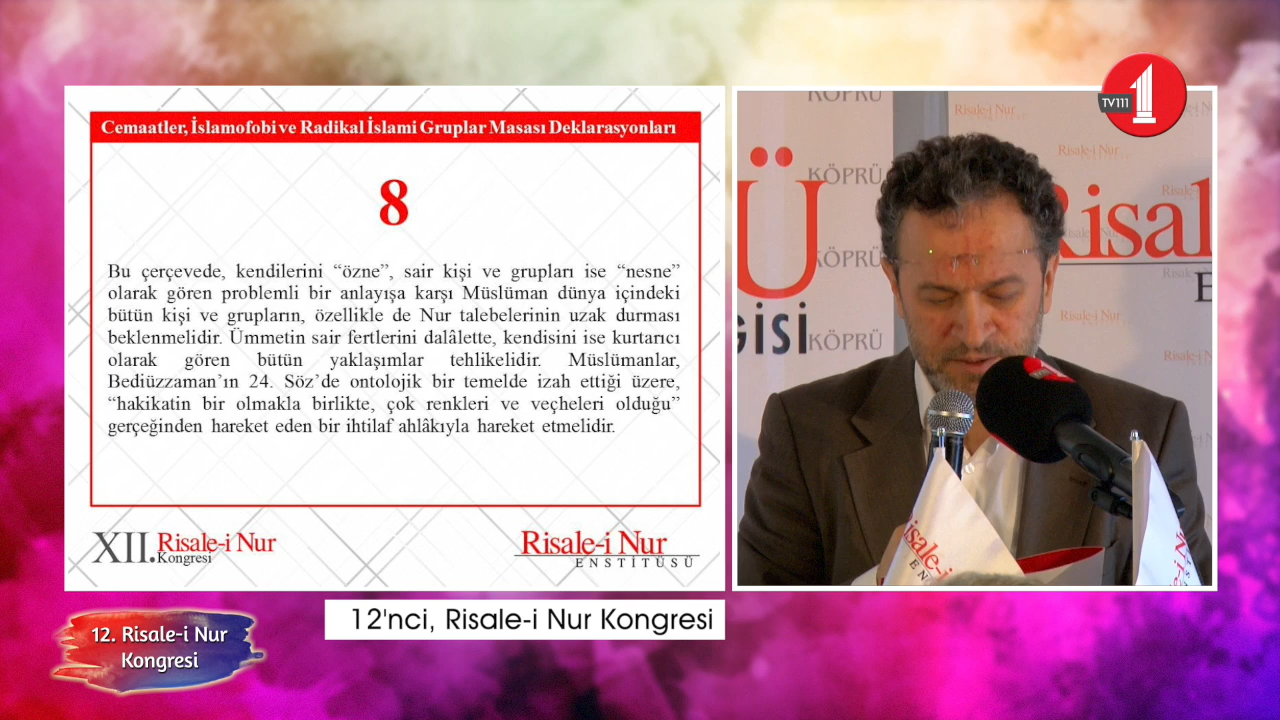 Cemaatler, İslamofobi ve Radikal İslami Gruplar Masası Deklarasyonları
8
Bu çerçevede, kendilerini “özne”, sair kişi ve grupları ise “nesne”
olarak gören problemli bir anlayışa karşı Müslüman dünya içindeki
bütün kişi ve grupların, özellikle de Nur talebelerinin uzak durması
beklenmelidir. Ümmetin sair fertlerini dalâlette, kendisini ise kurtarıcı
olarak gören bütün yaklaşımlar tehlikelidir. Müslümanlar,
Bediüzzaman’ın 24. Söz’de ontolojik bir temelde izah ettiği üzere,
“hakikatin bir olmakla birlikte, çok renkleri ve veçheleri olduğu”
gerçeğinden hareket eden bir ihtilaf ahlâkıyla hareket etmelidir.
XII. Risale-i Nur
Kongresi
Risale-i Nur
ENSTİTÜSÜ
TV111
1
KÖPRÜ
Risale-i Nur
Risale-i Nur
KÖPRÜ
Ü
Risal
KÖPRÜ
E
GİSİ
KÖPRÜ
Risale-i Nur
12'nci, Risale-i Nur Kongresi
12. Risale-i Nur
Kongresi